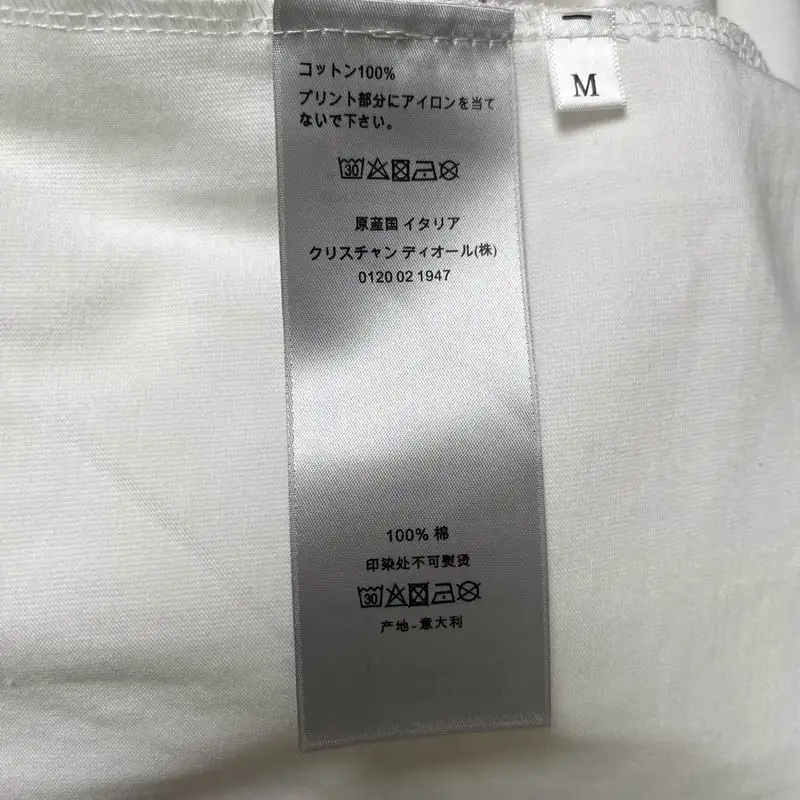 コットン100%
プリント部分にアイロンを当て
ないで下さい。
30
原産国 イタリア
クリスチャン ディオール(株)
0120 02 1947
100% 棉
印染处不可熨烫
30
产地-意大利
M